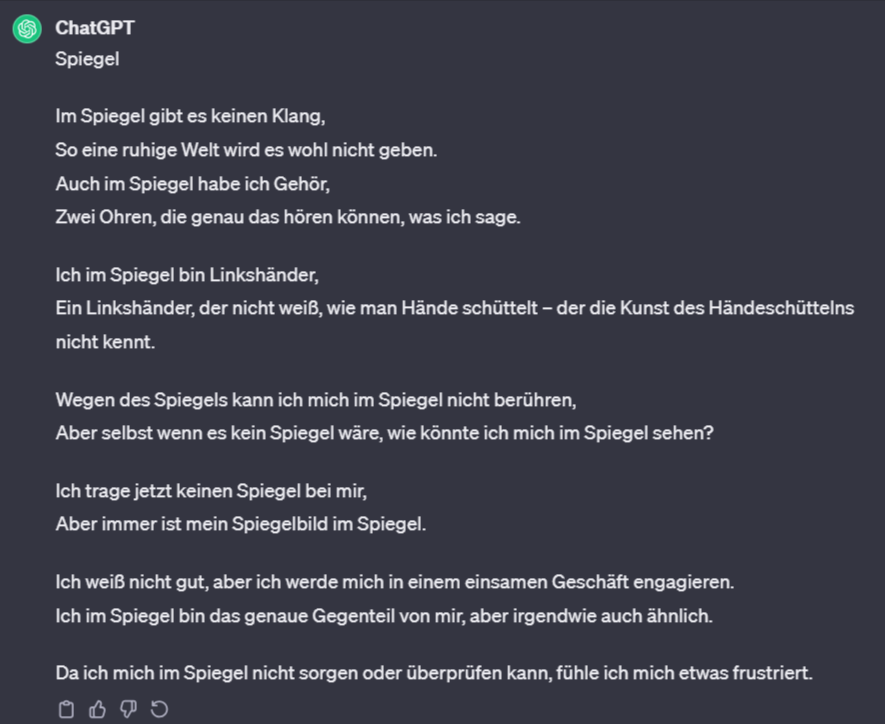 ChatGPT
Spiegel
Im Spiegel gibt es keinen Klang,
So eine ruhige Welt wird es wohl nicht geben.
Auch im Spiegel habe ich Gehör,
Zwei Ohren, die genau das hören können, was ich sage.
Ich im Spiegel bin Linkshänder,
Ein Linkshänder, der nicht weiß, wie man Hände schüttelt – der die Kunst des Händeschüttelns
nicht kennt.
Wegen des Spiegels kann ich mich im Spiegel nicht berühren,
Aber selbst wenn es kein Spiegel wäre, wie könnte ich mich im Spiegel sehen?
Ich trage jetzt keinen Spiegel bei mir,
Aber immer ist mein Spiegelbild im Spiegel.
Ich weiß nicht gut, aber ich werde mich in einem einsamen Geschäft engagieren.
Ich im Spiegel bin das genaue Gegenteil von mir, aber irgendwie auch ähnlich.
Da ich mich im Spiegel nicht sorgen oder überprüfen kann, fühle ich mich etwas frustriert.